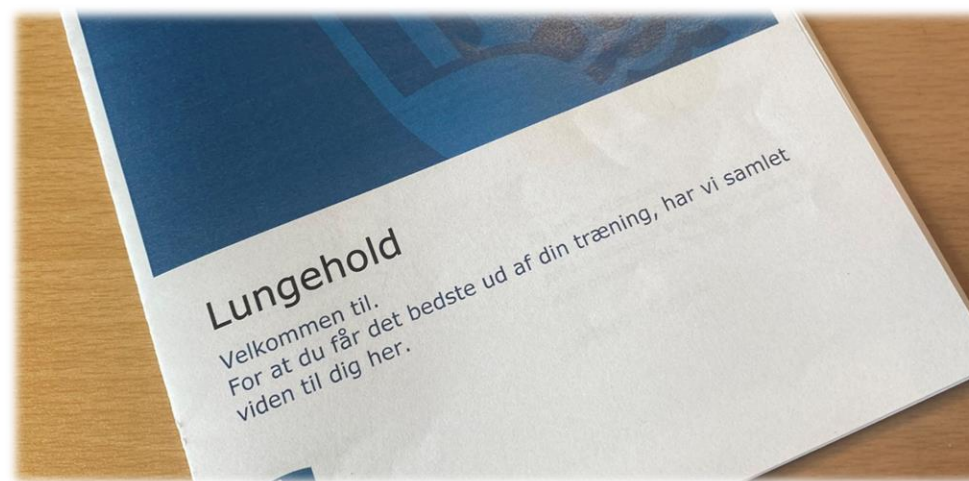 Lungehold
Velkommen til.
For at du får det bedste ud af din træning, har vi samlet
viden til dig her.